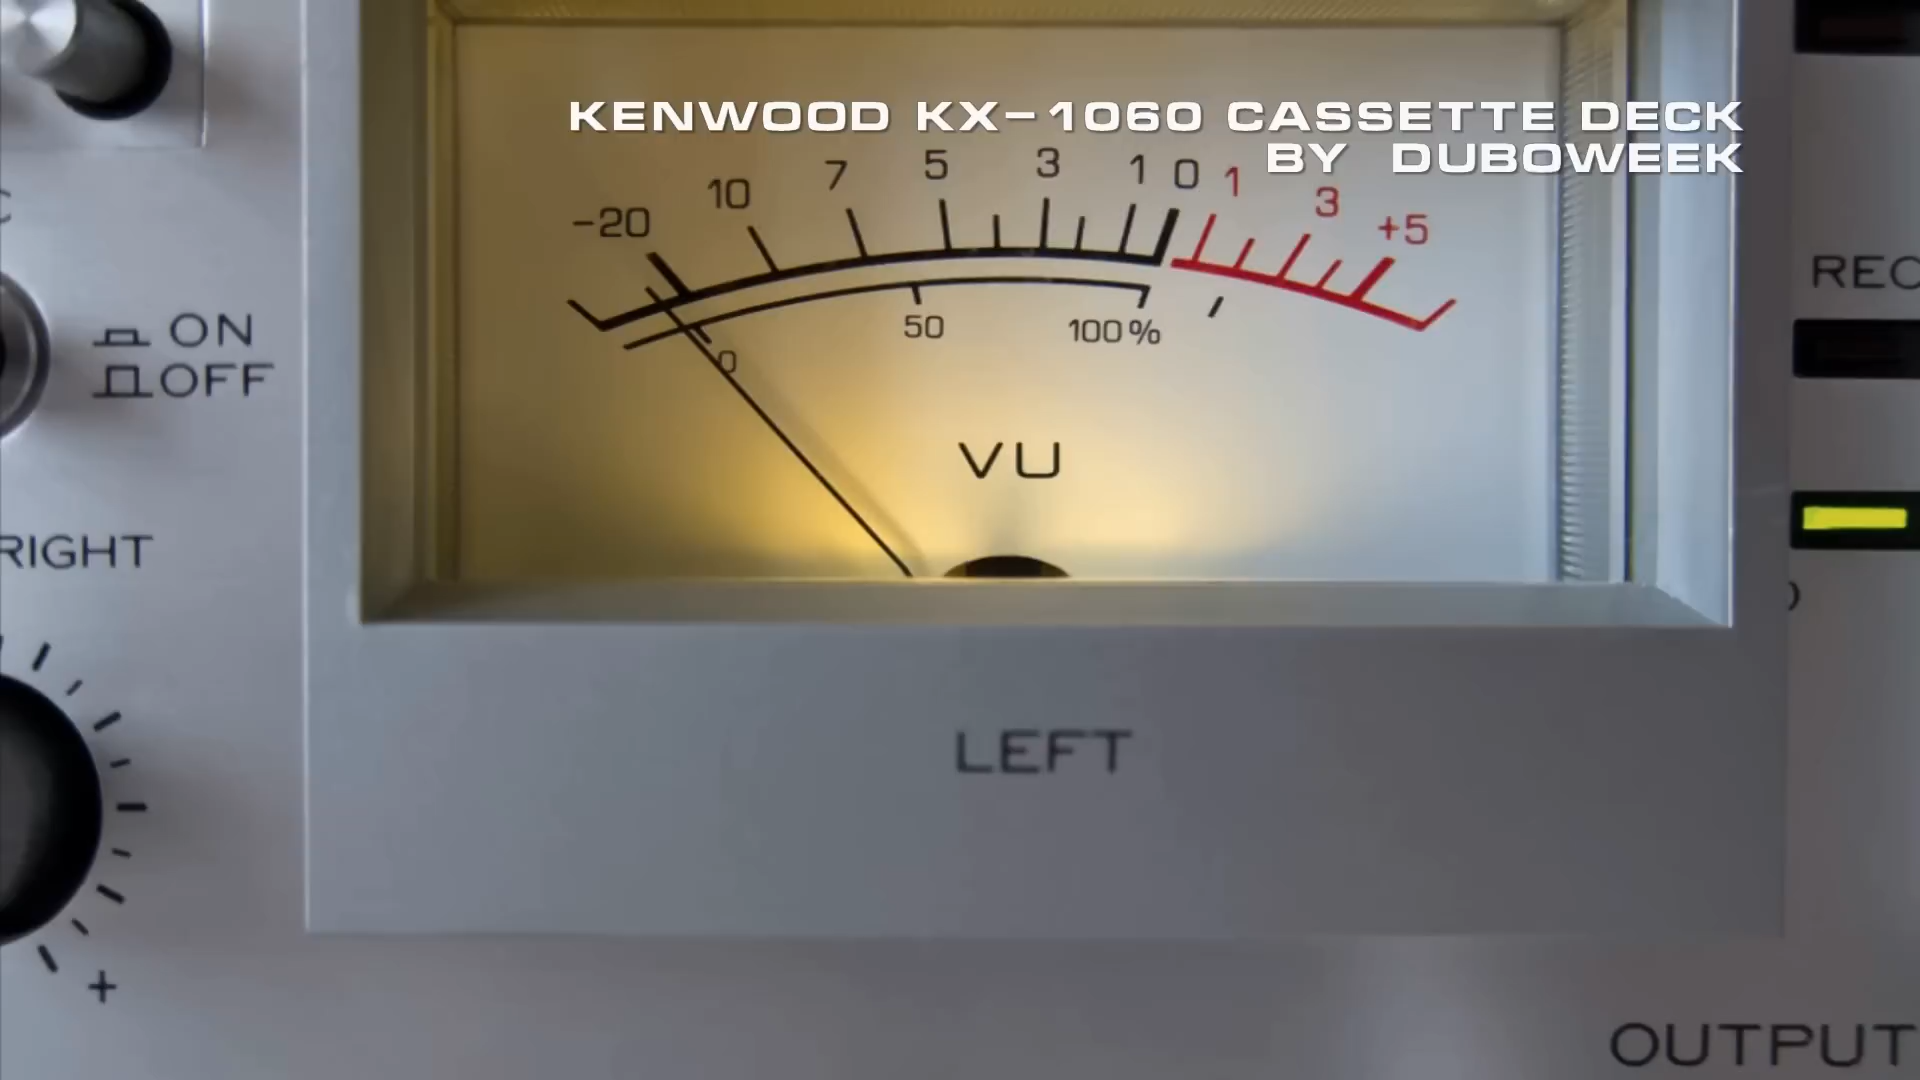 KENWOOD KX-1060 CASSETTE DECK
BY DUBOWEEK
-20 10 7 5 3 1 0 1 3 +5
0 50 100%
VU
ON
OFF
RIGHT
+
LEFT
REC
OUTPUT